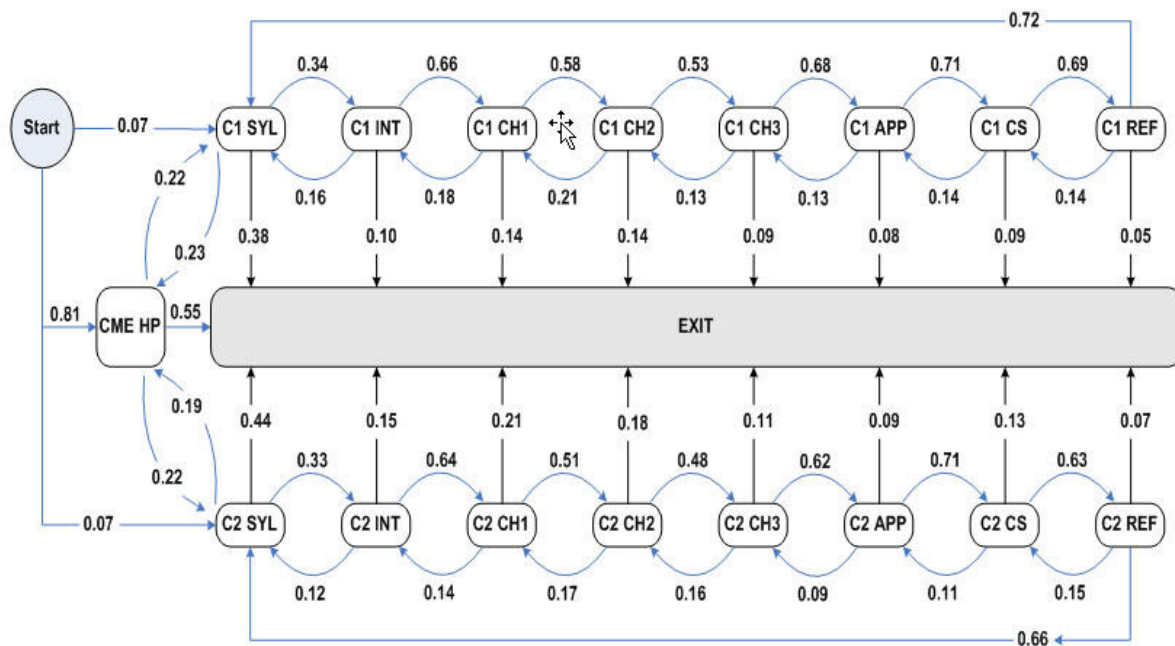 0.72
0.34 0.66 0.58 0.53 0.68 0.71 0.69
Start 0.07 C1 SYL C1 INT C1 CH1 C1 CH2 C1 CH3 C1 APP C1 CS C1 REF
0.22 0.16 0.18 0.21 0.13 0.13 0.14 0.14
0.23 0.38 0.10 0.14 0.14 0.09 0.08 0.09 0.05
0.81 CME HP 0.55 EXIT
0.19 0.44 0.15 0.21 0.18 0.11 0.09 0.13 0.07
0.22 0.33 0.64 0.51 0.48 0.62 0.71 0.63
0.07 C2 SYL C2 INT C2 CH1 C2 CH2 C2 CH3 C2 APP C2 CS C2 REF
0.12 0.14 0.17 0.16 0.09 0.11 0.15
0.66